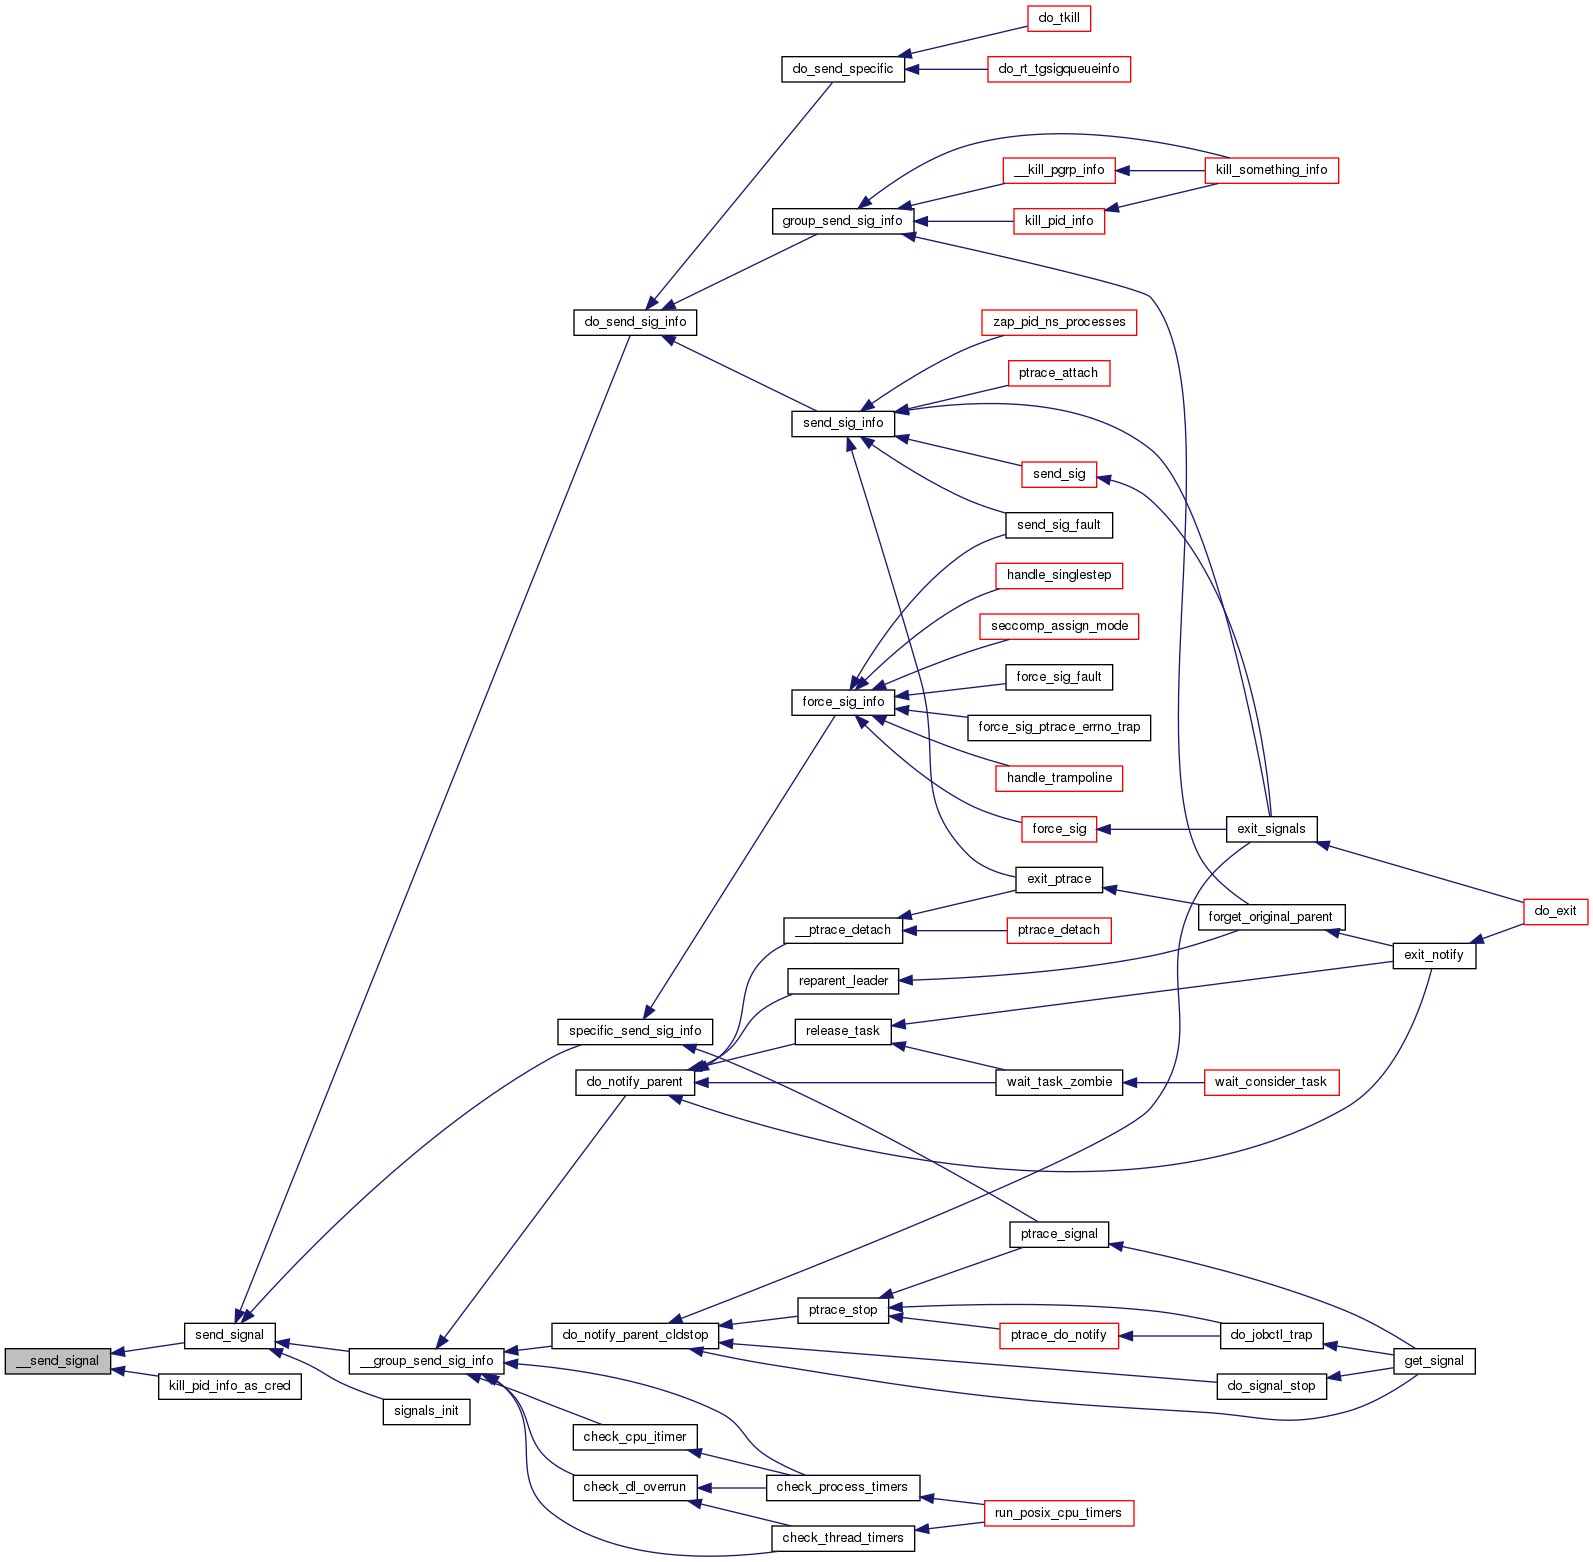 do_tkill
do_send_specific
do_rt_tgsigqueueinfo
__kill_pgrp_info
kill_something_info
group_send_sig_info
kill_pid_info
do_send_sig_info
zap_pid_ns_processes
ptrace_attach
send_sig_info
send_sig
send_sig_fault
handle_singlestep
seccomp_assign_mode
force_sig_fault
force_sig_info
force_sig_ptrace_errno_trap
handle_trampoline
force_sig
exit_signals
exit_ptrace
do_exit
forget_original_parent
__ptrace_detach
ptrace_detach
exit_notify
reparent_leader
specific_send_sig_info
release_task
do_notify_parent
wait_task_zombie
wait_consider_task
ptrace_signal
ptrace_stop
send_signal
do_notify_parent_cldstop
ptrace_do_notify
do_jobctl_trap
__send_signal
__group_send_sig_info
get_signal
kill_pid_info_as_cred
do_signal_stop
signals_init
check_cpu_itimer
check_dl_overrun
check_process_timers
run_posix_cpu_timers
check_thread_timers